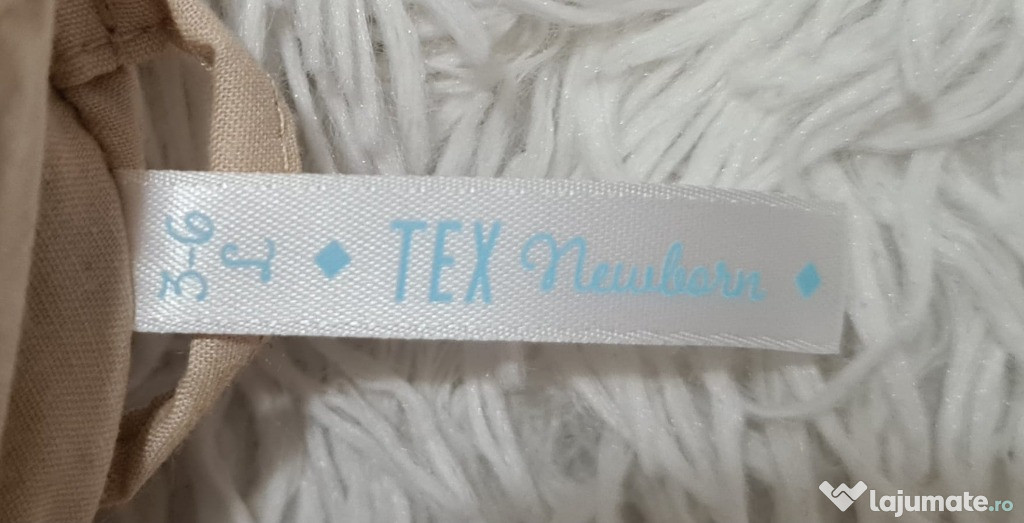 3-6
◆ TEX Newborn ◆
lajumate.ro